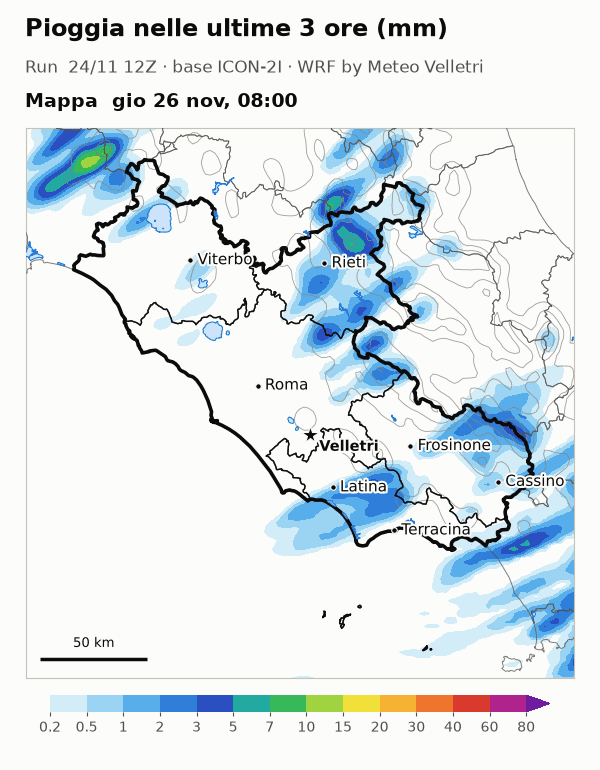 Pioggia nelle ultime 3 ore (mm)
Run  24/11 12Z · base ICON-2I · WRF by Meteo Velletri
Mappa  gio 26 nov, 08:00
Viterbo
Rieti
Roma
Velletri
Frosinone
Latina
Cassino
Terracina
50 km
0.2 0.5 1 2 3 5 7 10 15 20 30 40 60 80